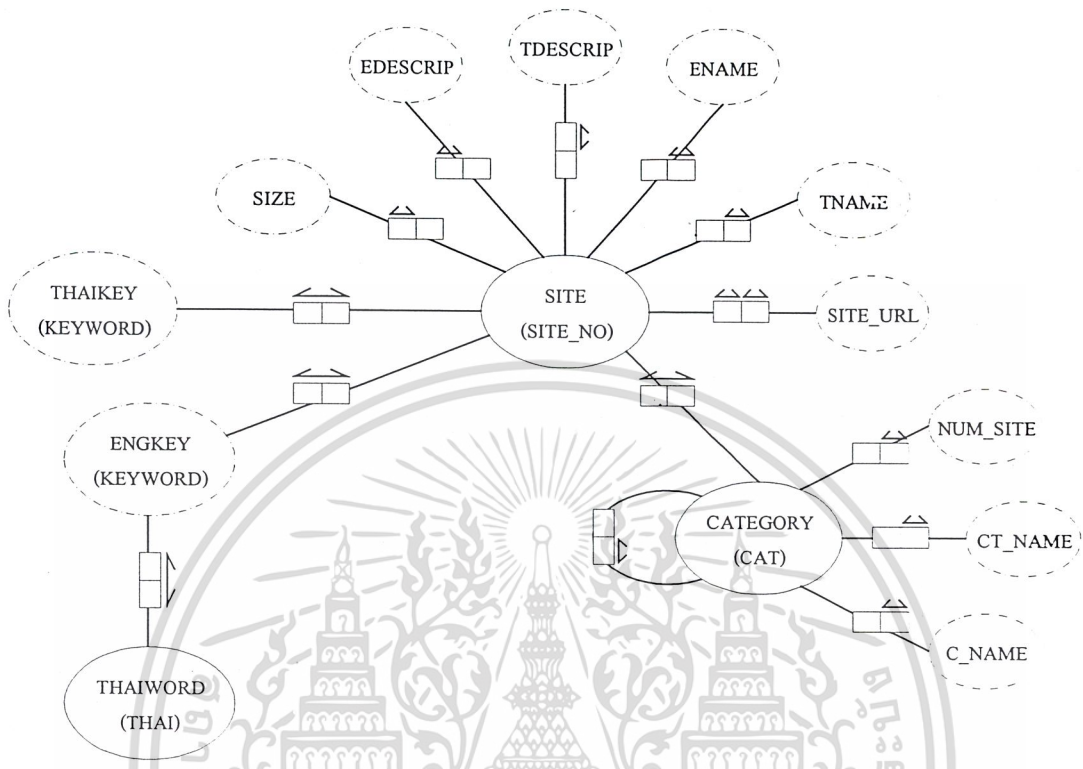 TDESCRIP
EDESCRIP
ENAME
SIZE
TNAME
THAIKEY
(KEYWORD)
SITE
(SITE_NO)
SITE_URL
ENGKEY
(KEYWORD)
NUM_SITE
CATEGORY
(CAT)
CT_NAME
C_NAME
THAIWORD
(THAI)